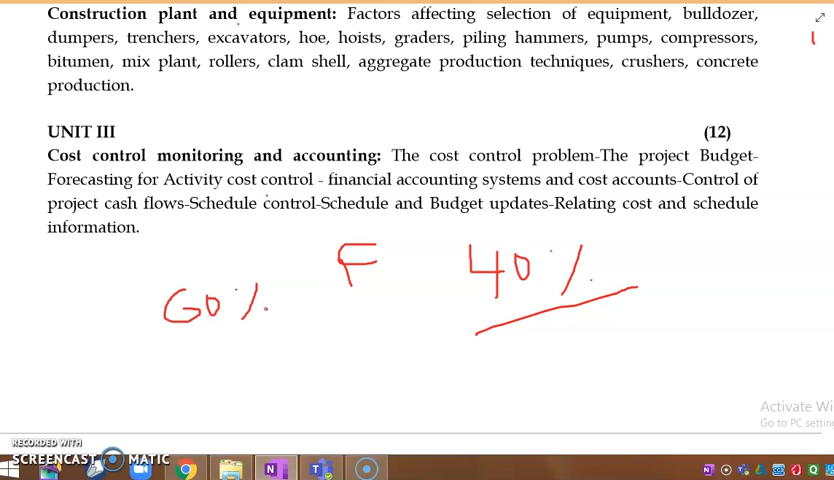 Construction plant and equipment: Factors affecting selection of equipment, bulldozer,
dumpers, trenchers, excavators, hoe, hoists, graders, piling hammers, pumps, compressors,
bitumen, mix plant, rollers, clam shell, aggregate production techniques, crushers, concrete
production.
UNIT III (12)
Cost control monitoring and accounting: The cost control problem-The project Budget-
Forecasting for Activity cost control - financial accounting systems and cost accounts-Control of
project cash flows-Schedule control-Schedule and Budget updates-Relating cost and schedule
information.
F 40%
60%
Activate Wi
Go to PC settin
RECORDED WITH
SCREENCAST MATIC